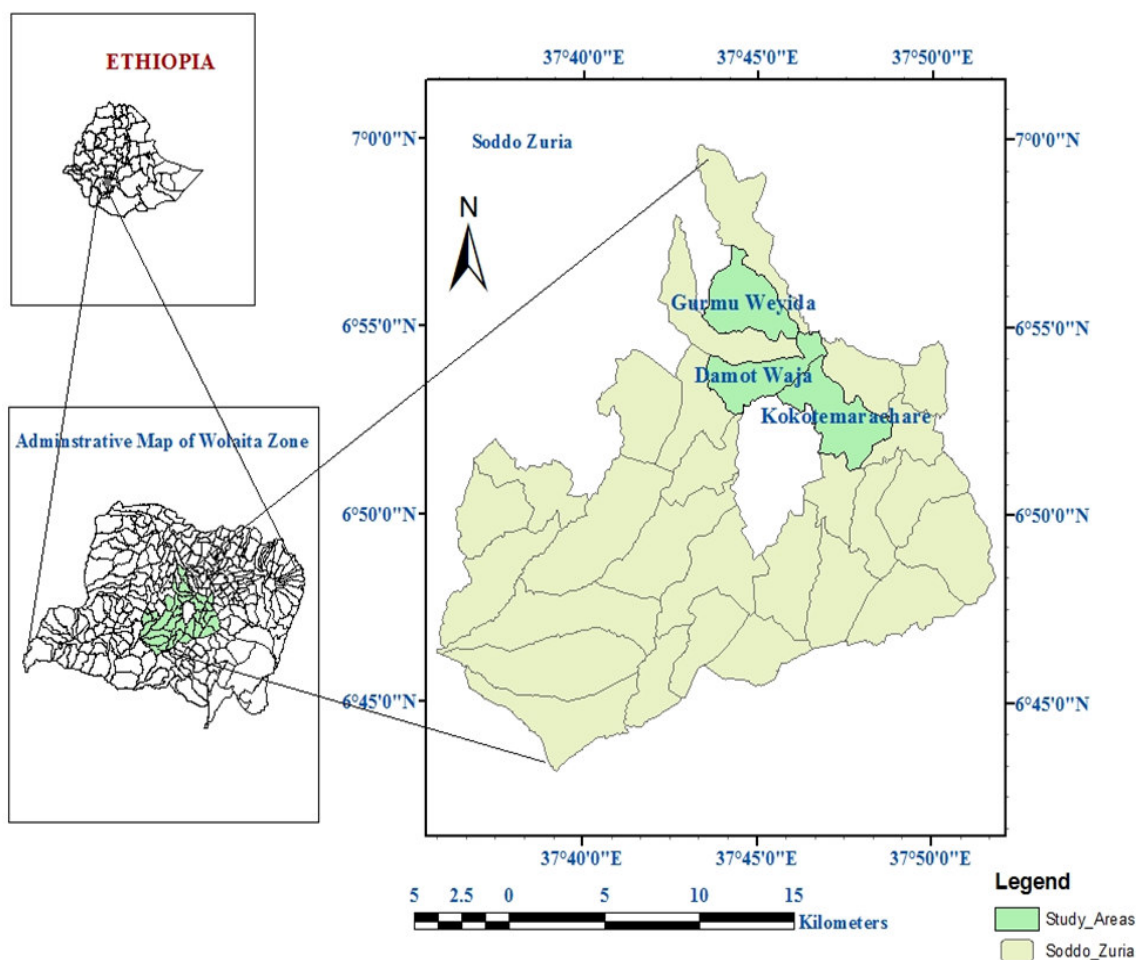 ETHIOPIA
Adminstrative Map of Wolaita Zone
37°40'0"E 37°45'0"E 37°50'0"E
7°0'0"N 7°0'0"N
Soddo Zuria
N
Gurmu Weyida
6°55'0"N 6°55'0"N
Damot Waja
Kokotemaraehare
6°50'0"N 6°50'0"N
6°45'0"N 6°45'0"N
37°40'0"E 37°45'0"E 37°50'0"E
5 2.5 0 5 10 15
Kilometers
Legend
Study_Areas
Soddo_Zuria